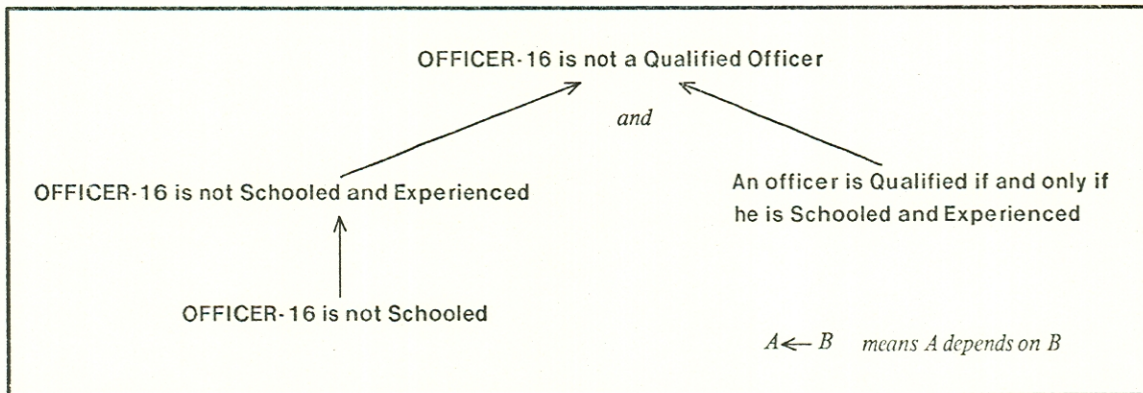 OFFICER-16 is not a Qualified Officer
and
OFFICER-16 is not Schooled and Experienced
An officer is Qualified if and only if
he is Schooled and Experienced
OFFICER-16 is not Schooled
A ← B means A depends on B